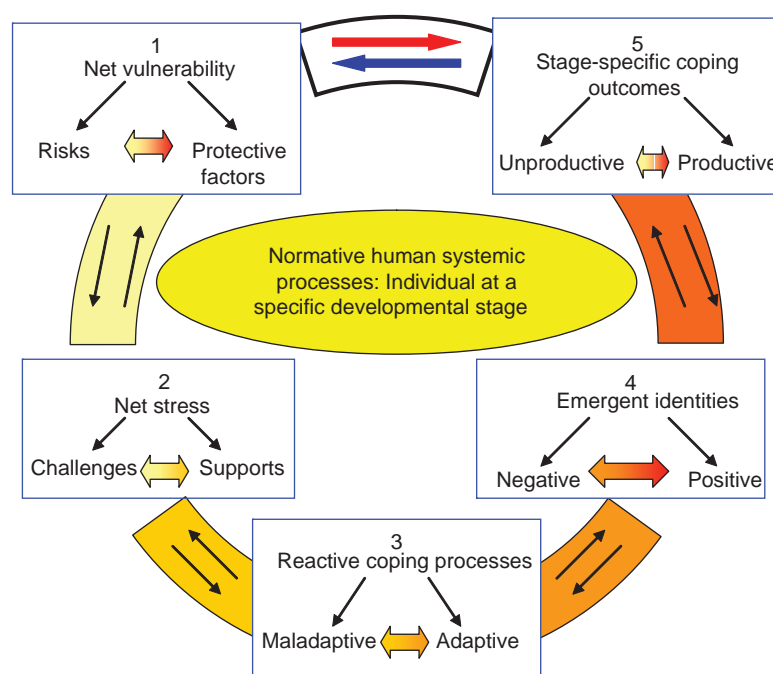 1
Net vulnerability
Risks
Protective
factors
5
Stage-specific coping
outcomes
Unproductive
Productive
Normative human systemic
processes: Individual at a
specific developmental stage
2
Net stress
Challenges
Supports
4
Emergent identities
Negative
Positive
3
Reactive coping processes
Maladaptive
Adaptive